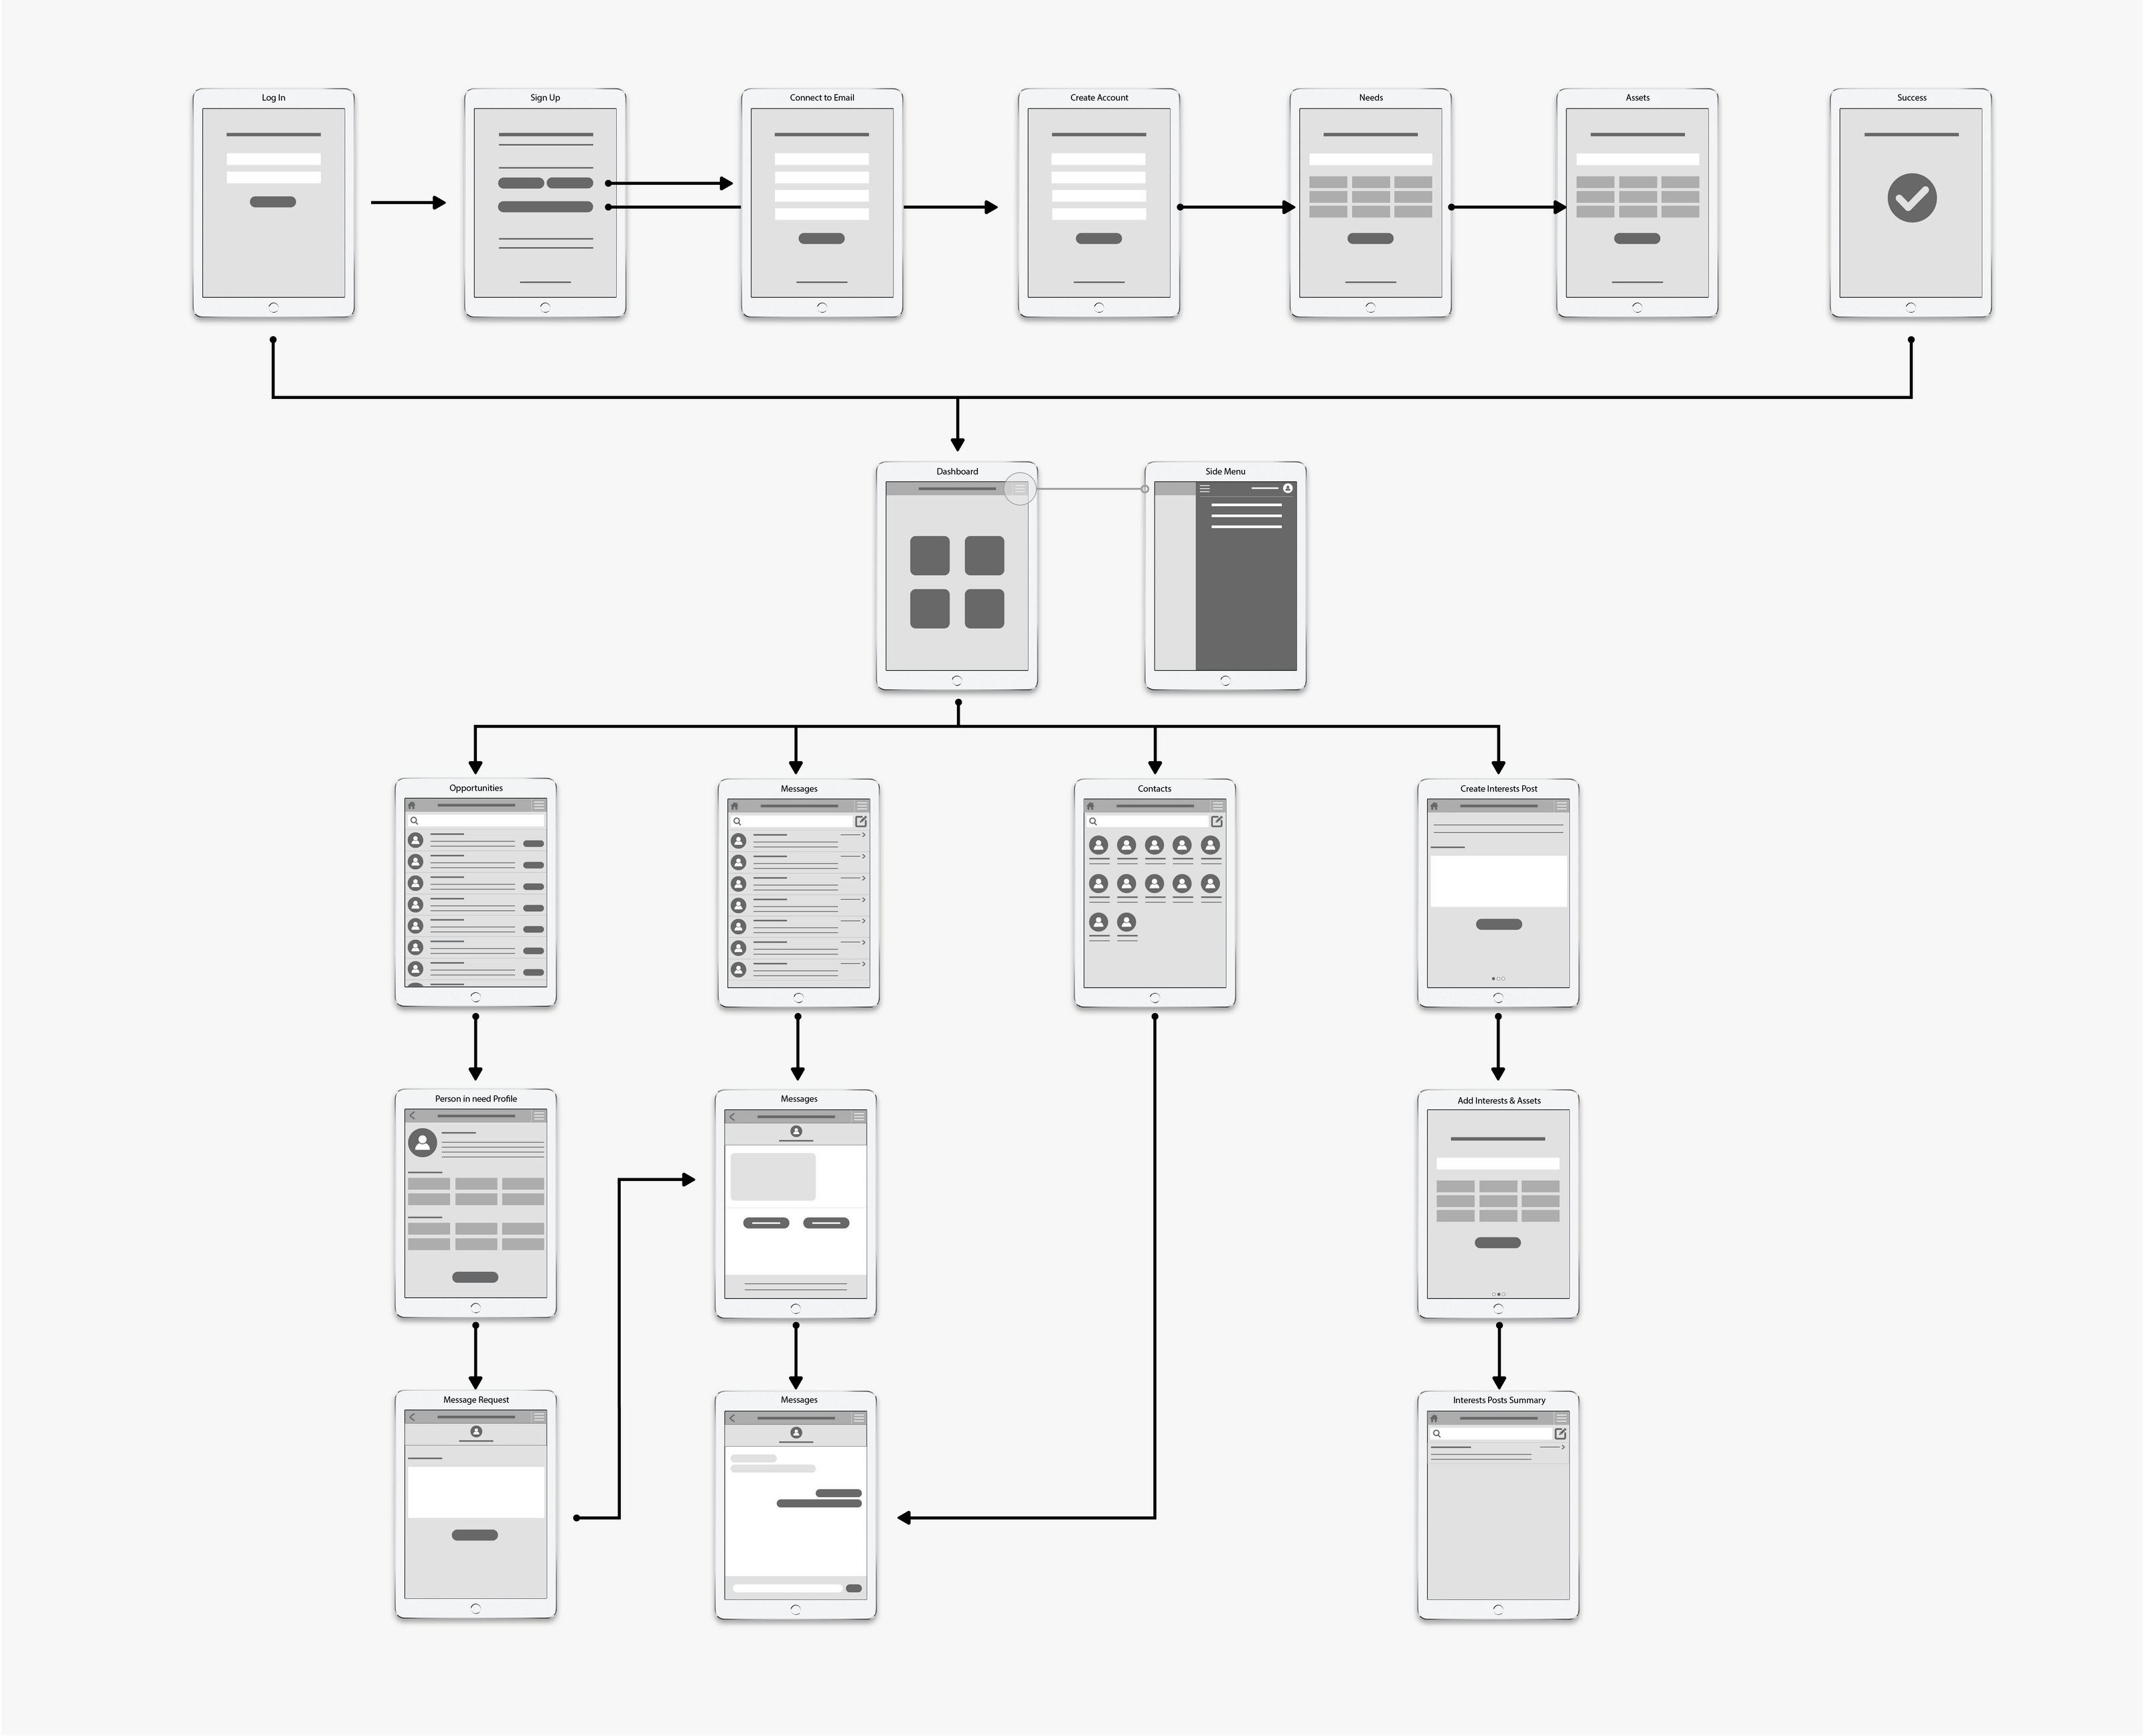 Log In
Sign Up
Connect to Email
Create Account
Needs
Assets
Success
Dashboard
Side Menu
Opportunities
Messages
Contacts
Create Interests Post
Person in need Profile
Messages
Add Interests & Assets
Message Request
Messages
Interests Posts Summary